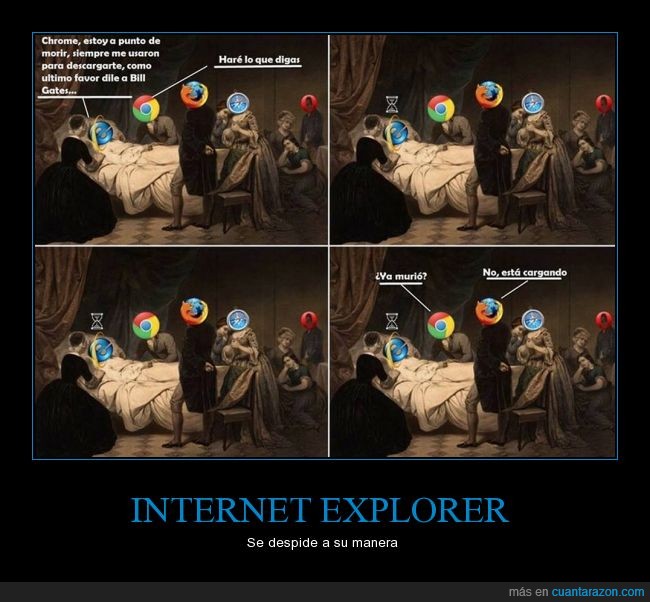 Chrome, estoy a punto de
morir, siempre me usaron
para descargarte, como
ultimo favor dile a Bill
Gates...
Haré lo que digas
¿Ya murió?
No, está cargando
INTERNET EXPLORER
Se despide a su manera
más en cuantarazon.com